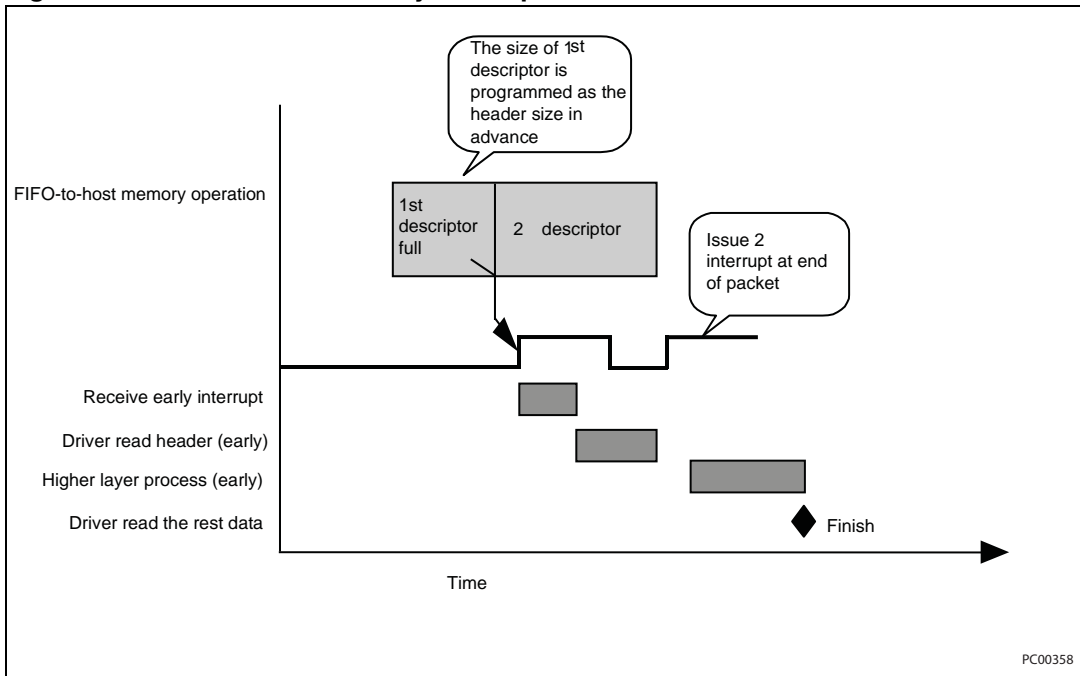 The size of 1st
descriptor is
programmed as the
header size in
advance
FIFO-to-host memory operation
1st
descriptor
full
2 descriptor
Issue 2
interrupt at end
of packet
Receive early interrupt
Driver read header (early)
Higher layer process (early)
Driver read the rest data
Finish
Time
PC00358